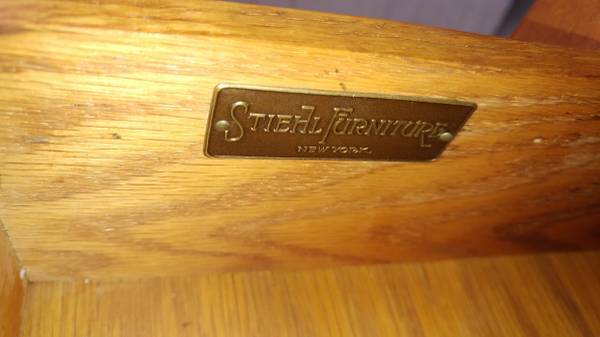 STIEHL FURNITURE
NEW YORK.